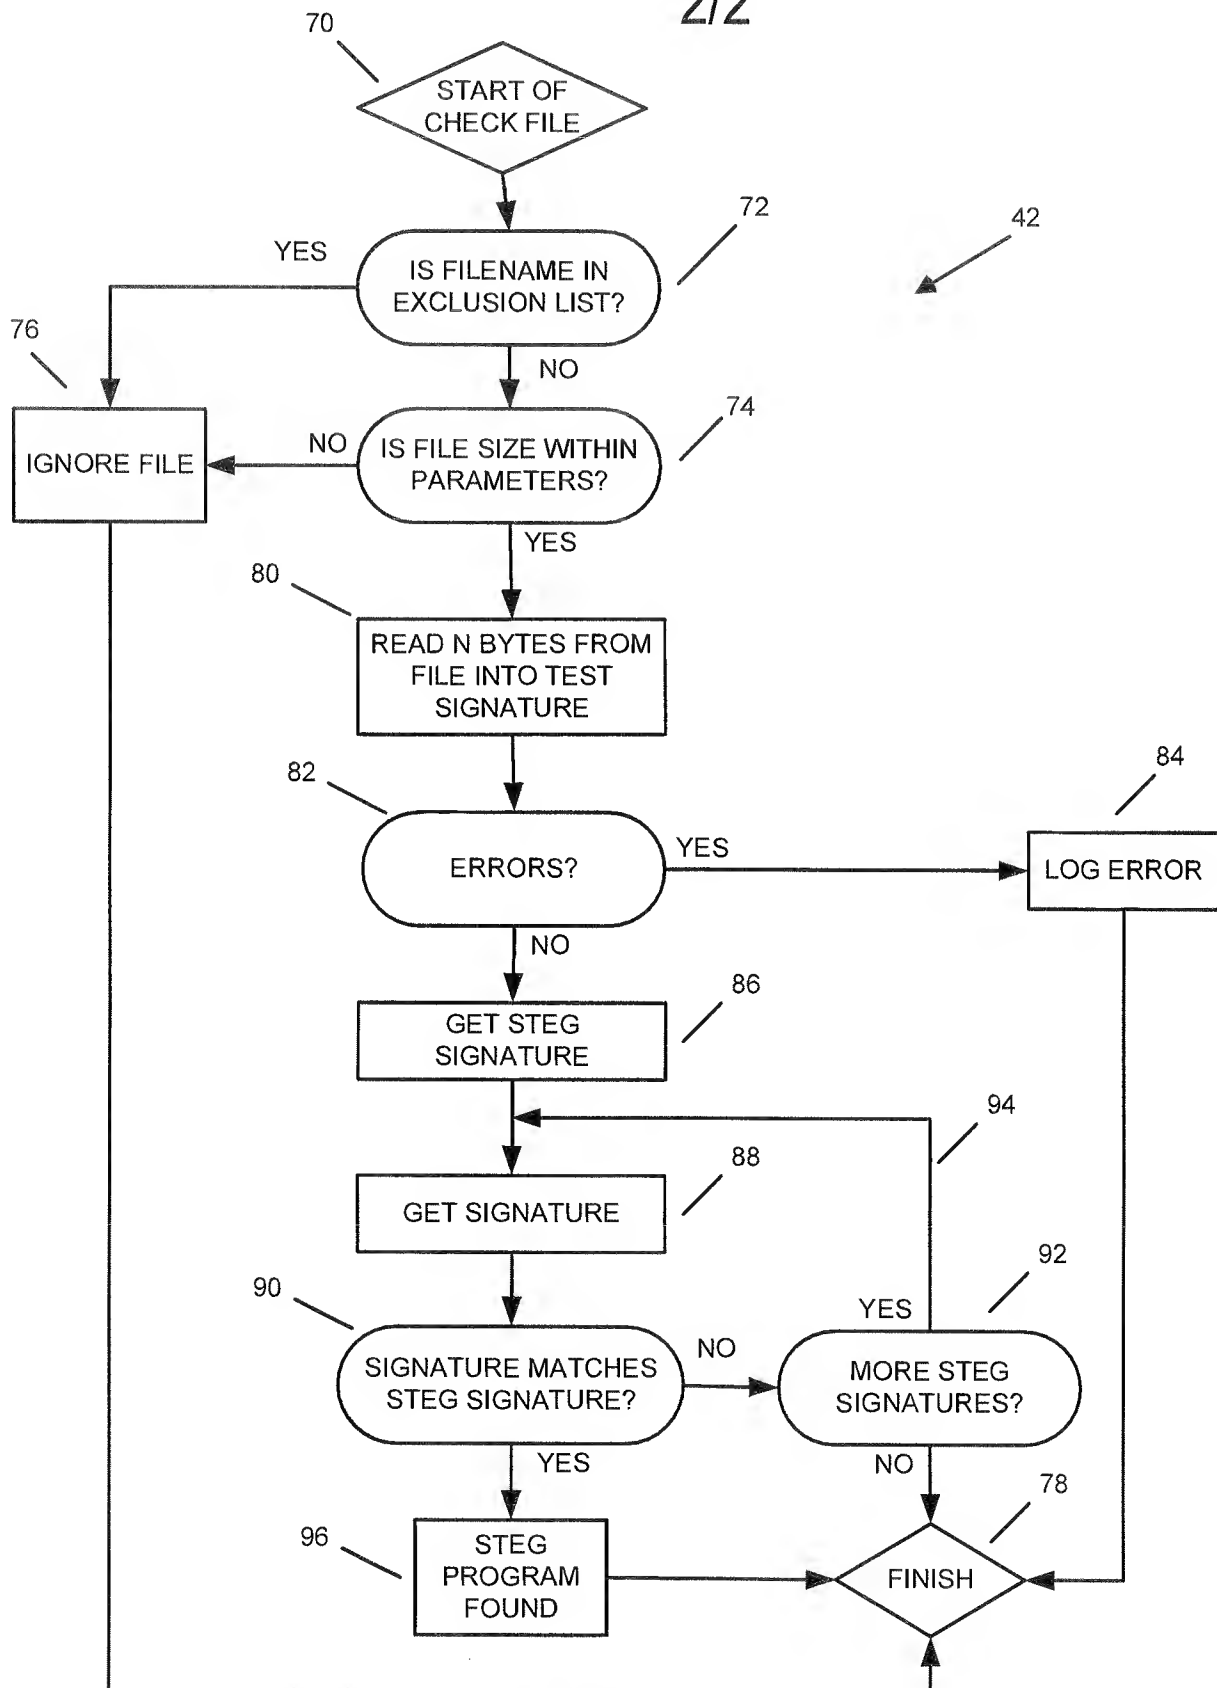 2/2
70
START OF
CHECK FILE
72
42
YES
IS FILENAME IN
EXCLUSION LIST?
76
NO
74
IGNORE FILE
NO
IS FILE SIZE WITHIN
PARAMETERS?
YES
80
READ N BYTES FROM
FILE INTO TEST
SIGNATURE
82
84
ERRORS?
YES
LOG ERROR
NO
86
GET STEG
SIGNATURE
94
88
GET SIGNATURE
92
90
YES
SIGNATURE MATCHES
STEG SIGNATURE?
NO
MORE STEG
SIGNATURES?
YES
NO
78
96
STEG
PROGRAM
FOUND
FINISH